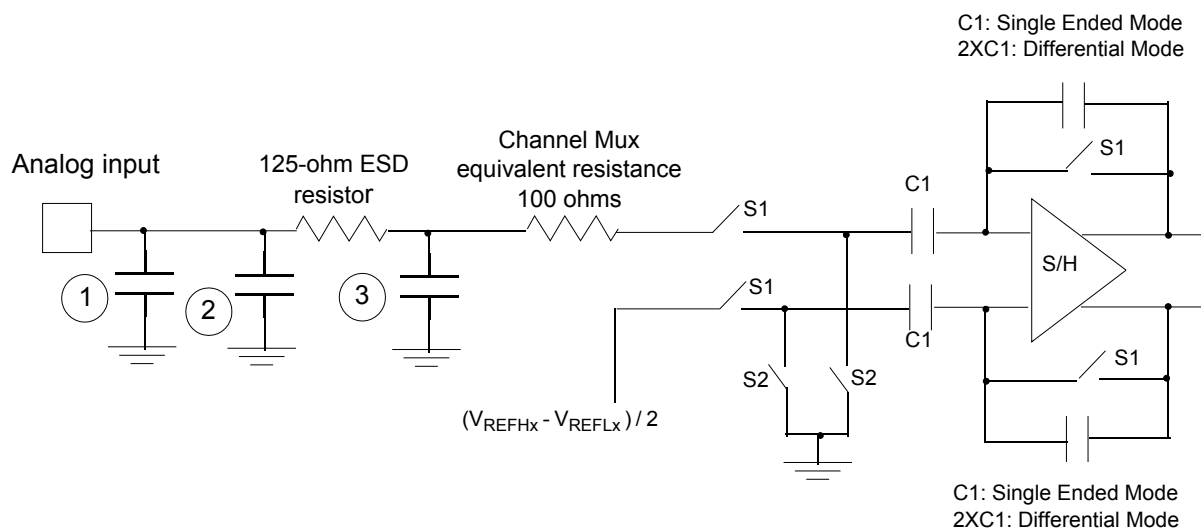 C1: Single Ended Mode
2XC1: Differential Mode
Analog input
125-ohm ESD
resistor
Channel Mux
equivalent resistance
100 ohms
S1
C1
S1
S/H
1
2
3
S1
C1
S2
S2
S1
(VREFHx - VREFLx) / 2
C1: Single Ended Mode
2XC1: Differential Mode